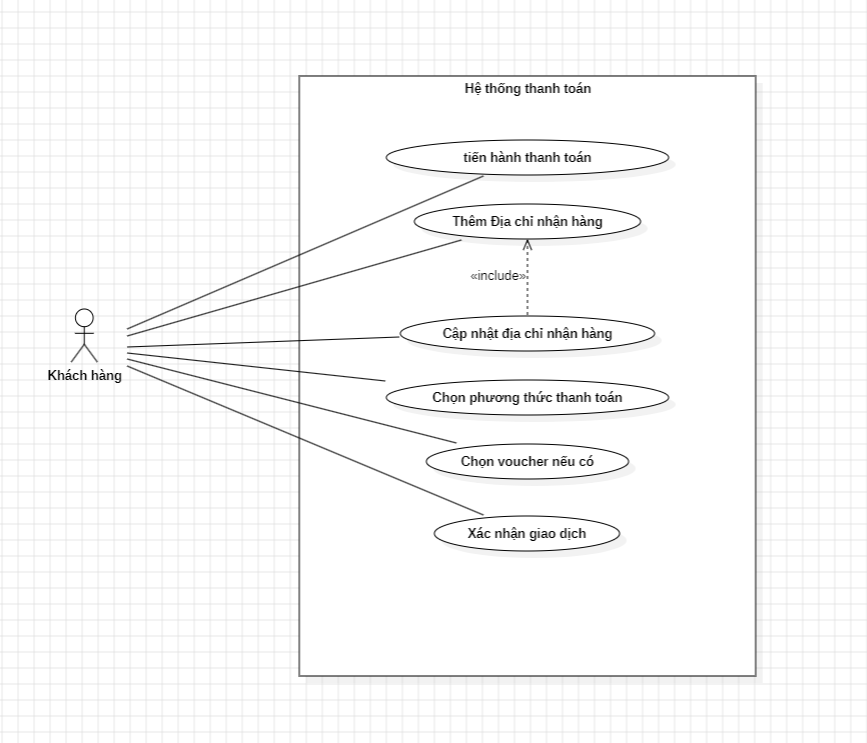 Hệ thống thanh toán
tiến hành thanh toán
Thêm Địa chỉ nhận hàng
«include»
Cập nhật địa chỉ nhận hàng
Khách hàng
Chọn phương thức thanh toán
Chọn voucher nếu có
Xác nhận giao dịch